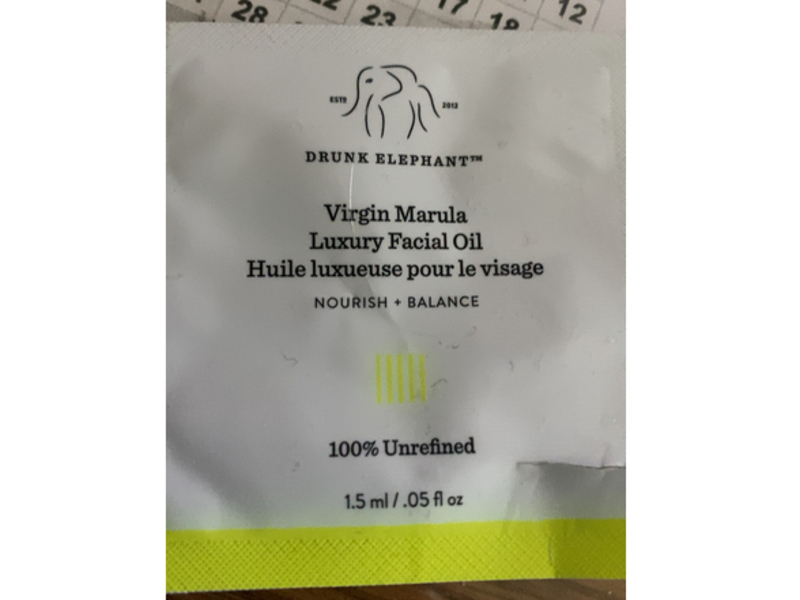 28 22 23 17 18 12
ESTD 2012
DRUNK ELEPHANT™
Virgin Marula
Luxury Facial Oil
Huile luxueuse pour le visage
NOURISH + BALANCE
100% Unrefined
1.5 ml / .05 fl oz